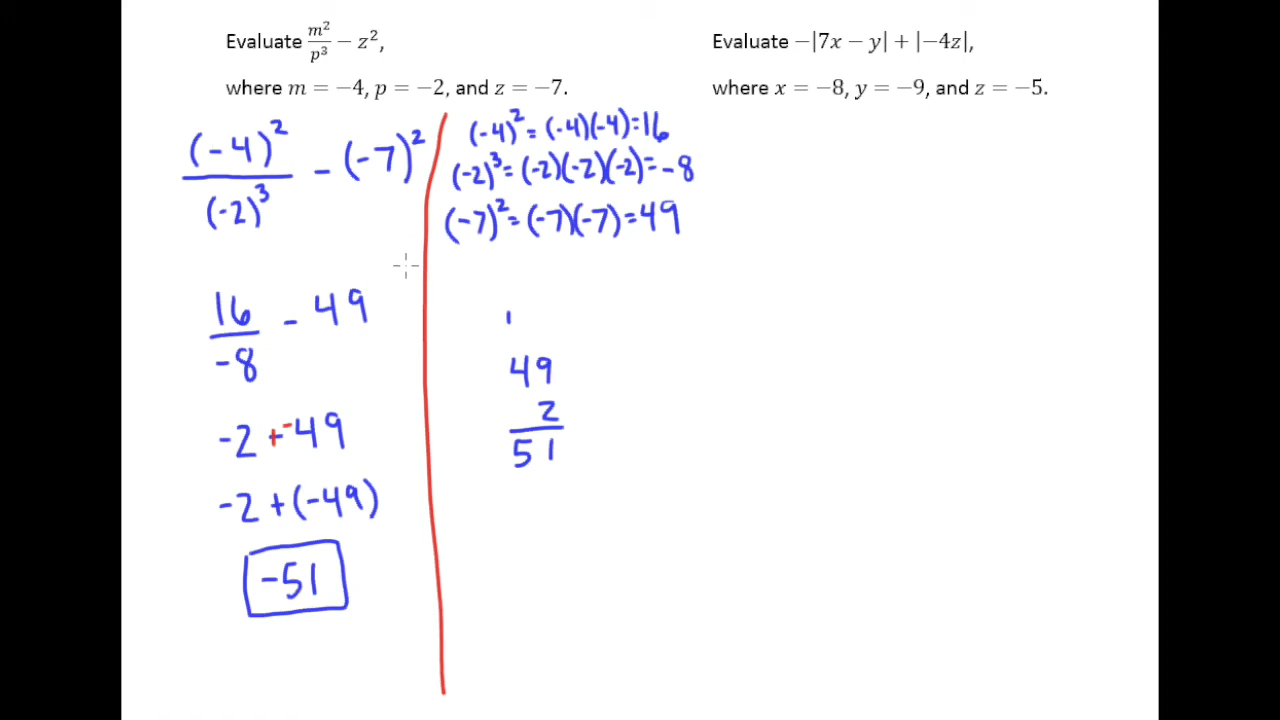 Evaluate m²/p³ − z²,
where m = −4, p = −2, and z = −7.
(-4)²/(-2)³ - (-7)²
(-4)² = (-4)(-4) = 16
(-2)³ = (-2)(-2)(-2) = -8
(-7)² = (-7)(-7) = 49
16/-8 - 49
-2 + -49
-2 + (-49)
-51
1
49
2
51
Evaluate −|7x − y| + |−4z|,
where x = −8, y = −9, and z = −5.